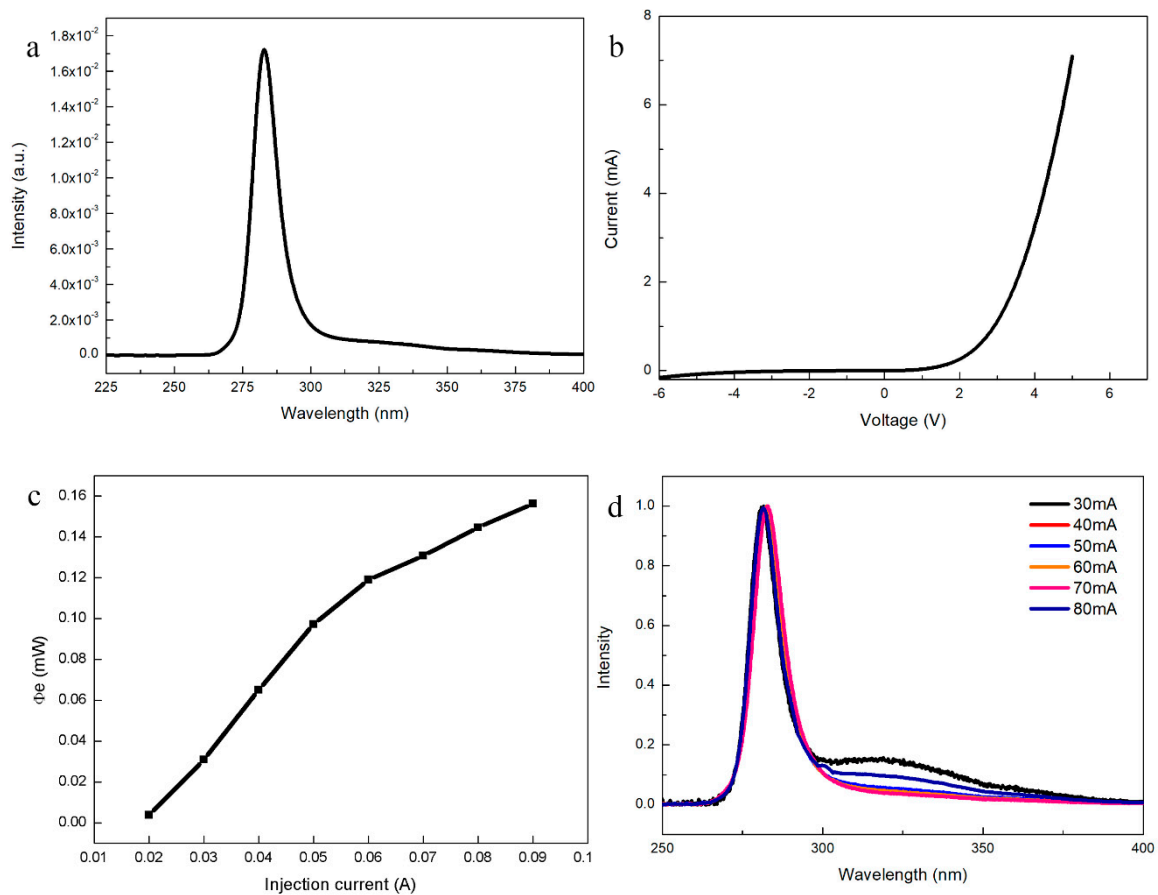 a
1.8x10⁻²
1.6x10⁻²
1.4x10⁻²
1.2x10⁻²
1.0x10⁻²
8.0x10⁻³
6.0x10⁻³
4.0x10⁻³
2.0x10⁻³
0.0
Intensity (a.u.)
225 250 275 300 325 350 375 400
Wavelength (nm)
b
8
6
4
2
0
Current (mA)
-6 -4 -2 0 2 4 6
Voltage (V)
c
0.16
0.14
0.12
0.10
0.08
0.06
0.04
0.02
0.00
Φe (mW)
0.01 0.02 0.03 0.04 0.05 0.06 0.07 0.08 0.09 0.1
Injection current (A)
d
1.0
0.8
0.6
0.4
0.2
0.0
Intensity
30mA
40mA
50mA
60mA
70mA
80mA
250 300 350 400
Wavelength (nm)